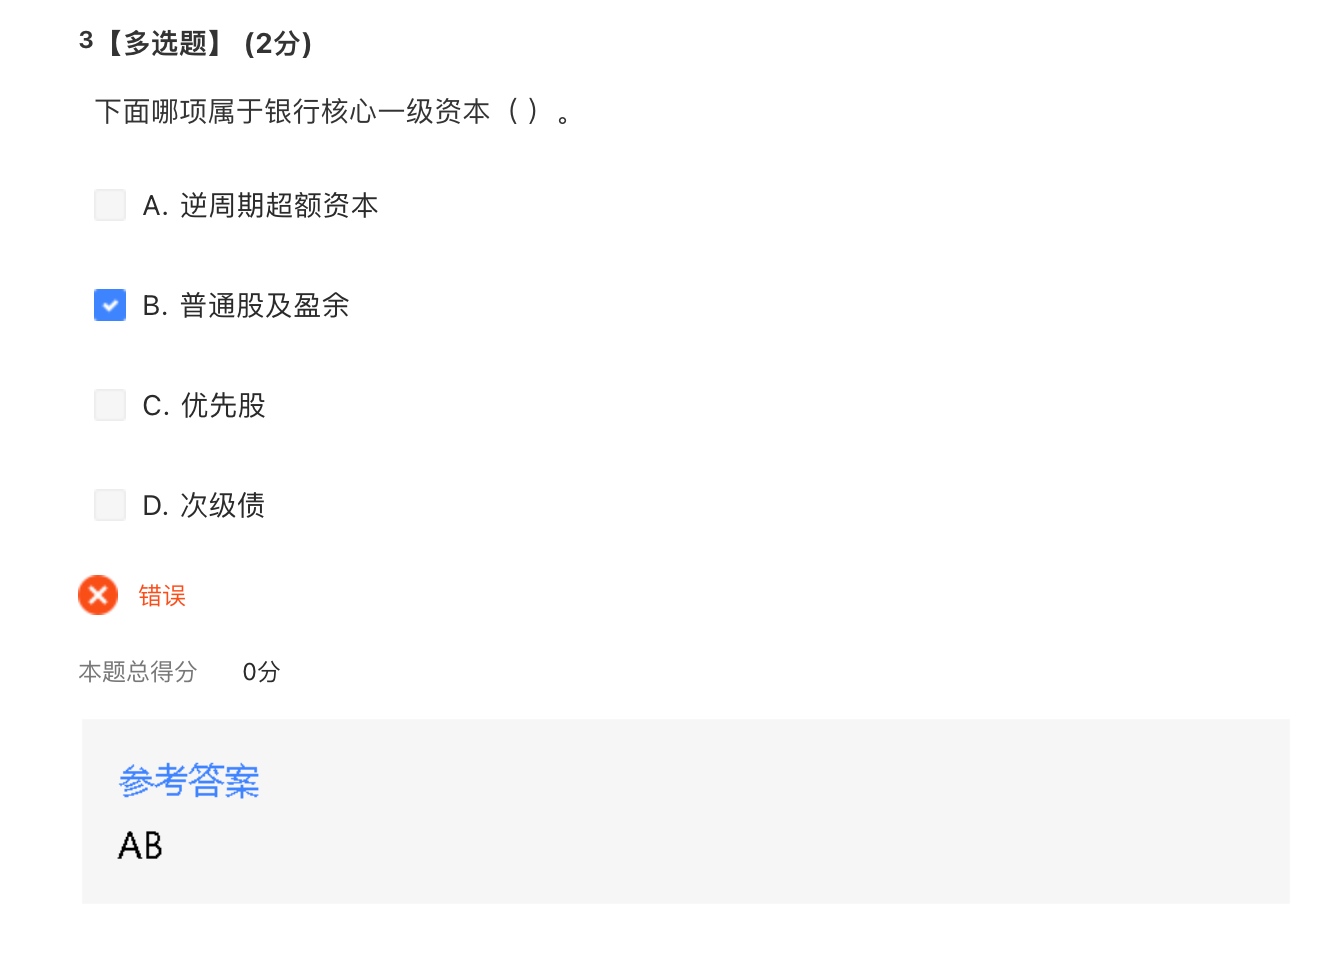 3【多选题】 (2分)
下面哪项属于银行核心一级资本（ ）。
A. 逆周期超额资本
B. 普通股及盈余
C. 优先股
D. 次级债
错误
本题总得分 0分
参考答案
AB